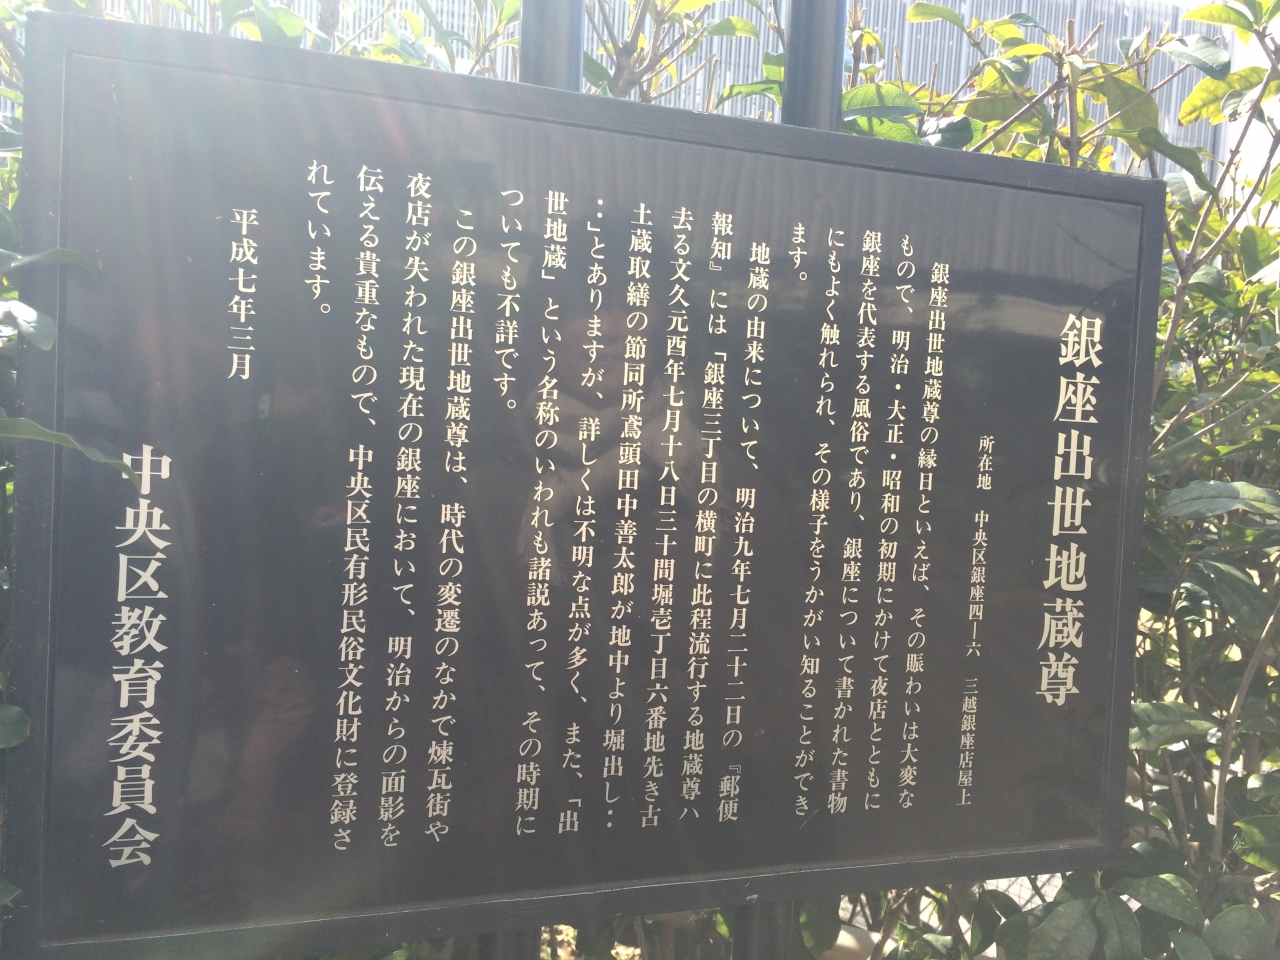 銀座出世地蔵尊
所在地　中央区銀座四―六　三越銀座店屋上
銀座出世地蔵尊の縁日といえば、その賑わいは大変な
もので、明治・大正・昭和の初期にかけて夜店とともに
銀座を代表する風俗であり、銀座について書かれた書物
にもよく触れられ、その様子をうかがい知ることができ
ます。
地蔵の由来について、明治九年七月二十二日の『郵便
報知』には「銀座三丁目の横町に此程流行する地蔵尊ハ
去る文久元酉年七月十八日三十間堀壱丁目六番地先き古
土蔵取繕の節同所鳶頭田中善太郎が地中より堀出し・・
・・」とありますが、詳しくは不明な点が多く、また、「出
世地蔵」という名称のいわれも諸説あって、その時期に
ついても不詳です。
この銀座出世地蔵尊は、時代の変遷のなかで煉瓦街や
夜店が失われた現在の銀座において、明治からの面影を
伝える貴重なもので、中央区民有形民俗文化財に登録さ
れています。
平成七年三月
中央区教育委員会